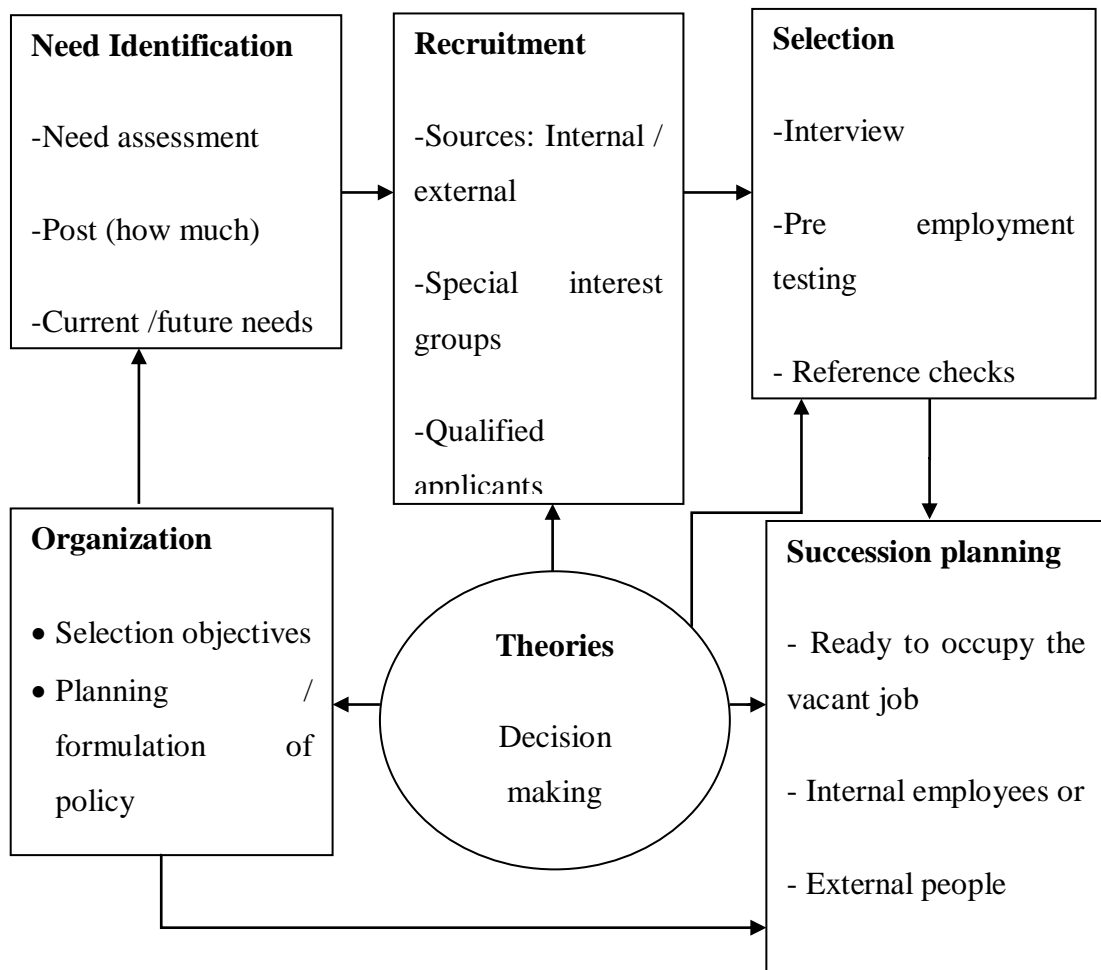 Need Identification
-Need assessment
-Post (how much)
-Current /future needs
Recruitment
-Sources: Internal /
external
-Special interest
groups
-Qualified
applicants
Selection
-Interview
-Pre employment
testing
- Reference checks
Organization
• Selection objectives
• Planning /
formulation of
policy
Theories
Decision
making
Succession planning
- Ready to occupy the
vacant job
- Internal employees or
- External people